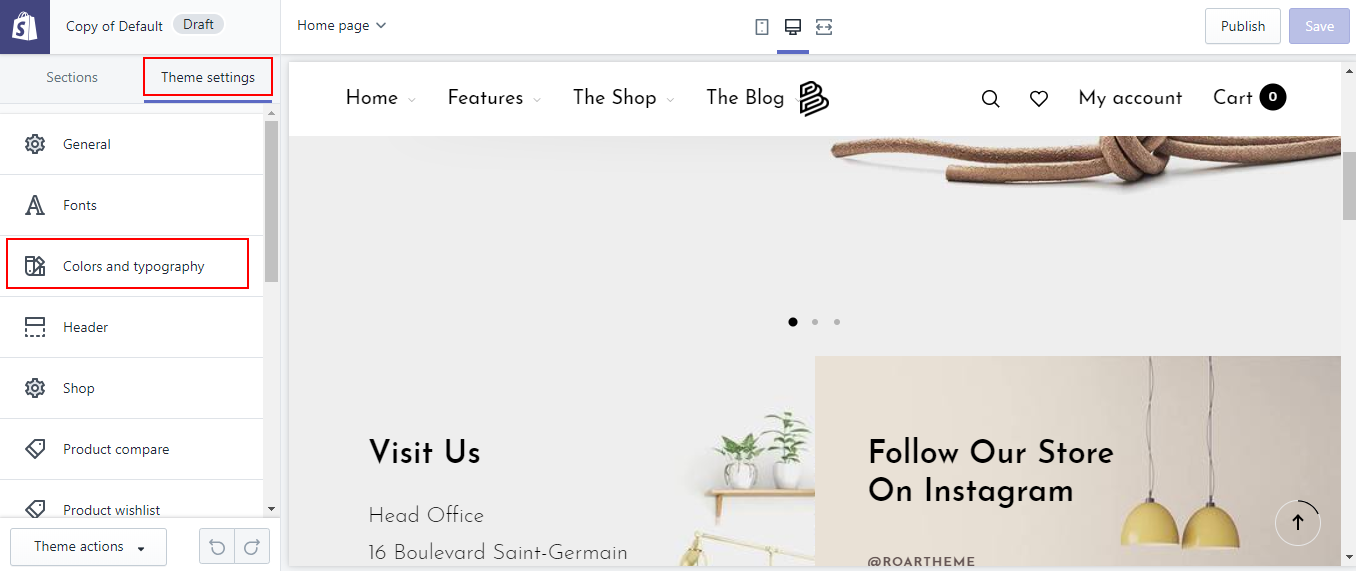 Copy of Default Draft
Home page
Publish
Save
Sections
Theme settings
General
Fonts
Colors and typography
Header
Shop
Product compare
Product wishlist
Theme actions
Home
Features
The Shop
The Blog
My account
Cart 0
Visit Us
Head Office
16 Boulevard Saint-Germain
Follow Our Store
On Instagram
@ROARTHEME